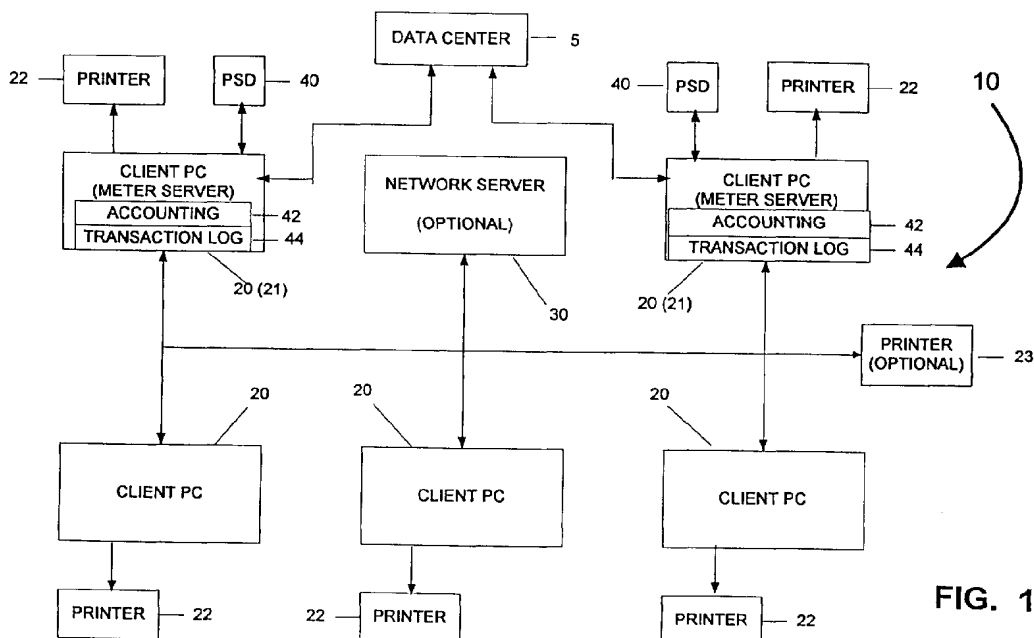 DATA CENTER
5
22
PRINTER
PSD
40
40
PSD
PRINTER
22
10
CLIENT PC
(METER SERVER)
ACCOUNTING
42
TRANSACTION LOG
44
20 (21)
NETWORK SERVER
(OPTIONAL)
30
CLIENT PC
(METER SERVER)
ACCOUNTING
42
TRANSACTION LOG
44
20 (21)
PRINTER
(OPTIONAL)
23
20
20
20
CLIENT PC
CLIENT PC
CLIENT PC
PRINTER
22
22
PRINTER
PRINTER
22
FIG. 1